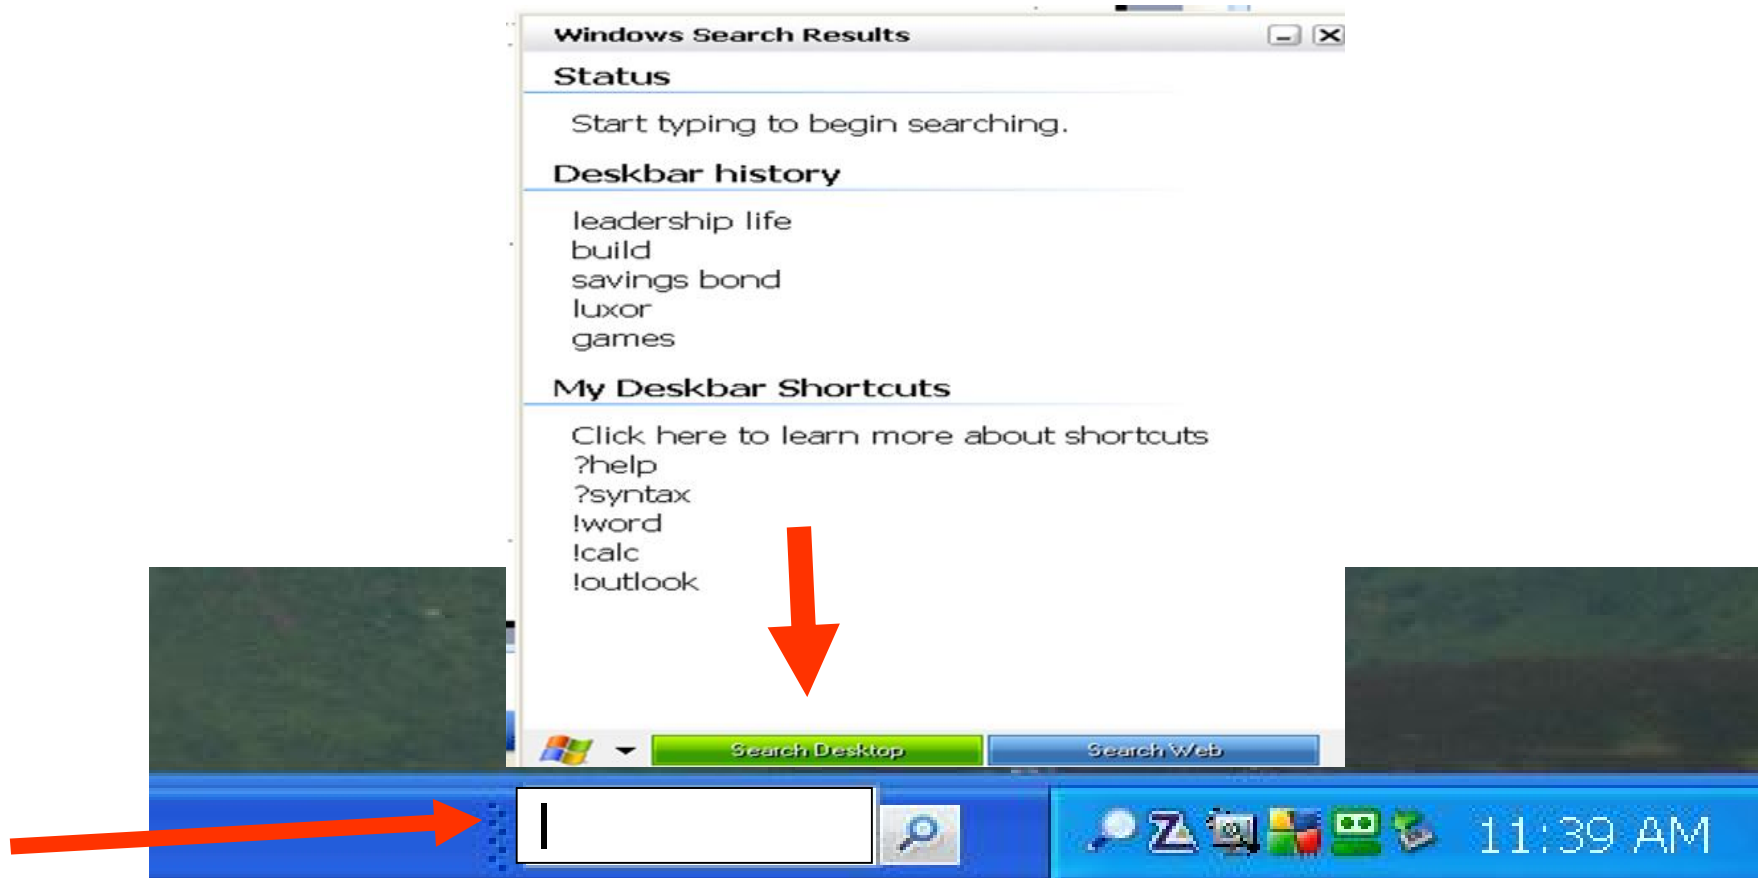 Windows Search Results
Status
Start typing to begin searching.
Deskbar history
leadership life
build
savings bond
luxor
games
My Deskbar Shortcuts
Click here to learn more about shortcuts
?help
?syntax
!word
!calc
!outlook
Search Desktop
Search Web
11:39 AM